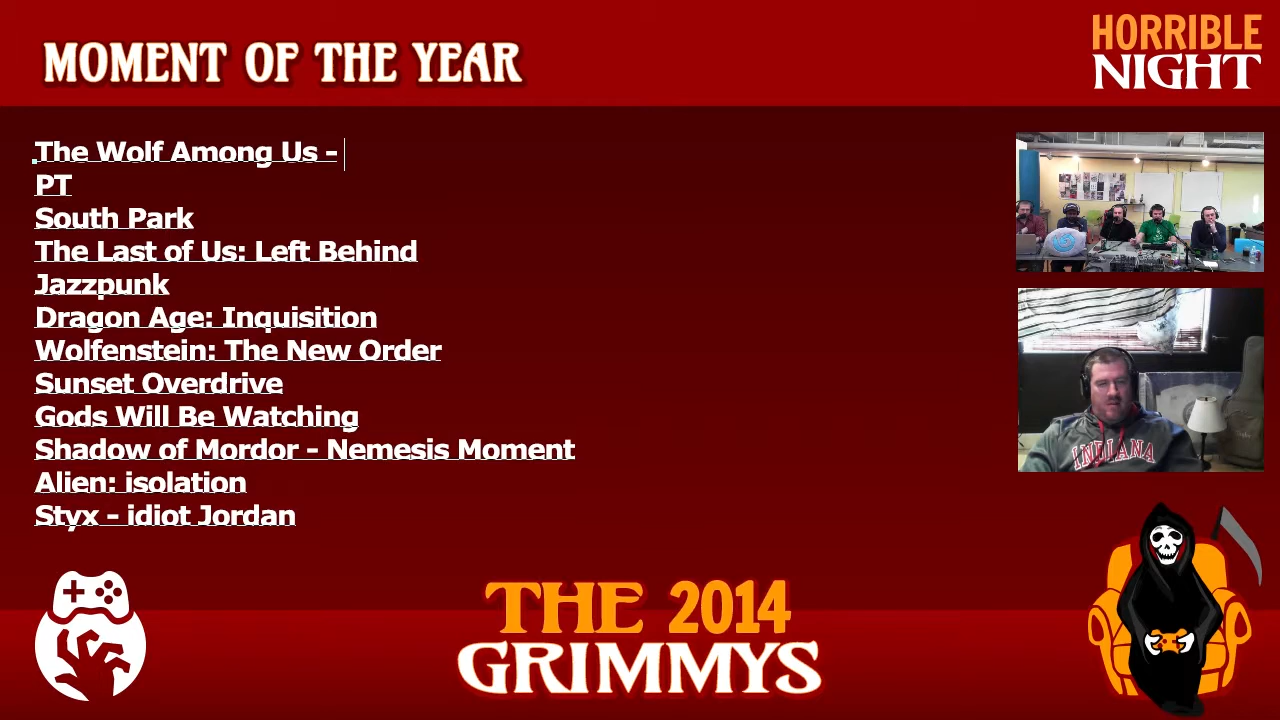 MOMENT OF THE YEAR
HORRIBLE
NIGHT
The Wolf Among Us -
PT
South Park
The Last of Us: Left Behind
Jazzpunk
Dragon Age: Inquisition
Wolfenstein: The New Order
Sunset Overdrive
Gods Will Be Watching
Shadow of Mordor - Nemesis Moment
Alien: isolation
Styx - idiot Jordan
INDIANA
THE 2014
GRIMMYS